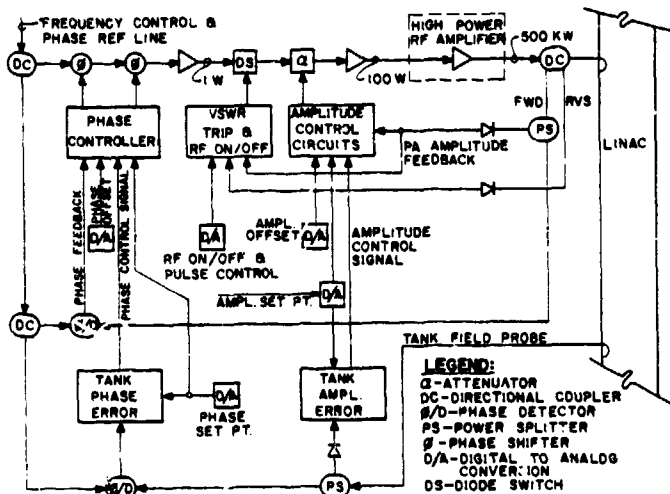 FREQUENCY CONTROL &
PHASE REF LINE
HIGH POWER
RF AMPLIFIER
500 KW
DC
Ø
Ø
1 W
DS
α
100 W
DC
FWD
RVS
PHASE
CONTROLLER
VSWR
TRIP &
RF ON/OFF
AMPLITUDE
CONTROL
CIRCUITS
PA AMPLITUDE
FEEDBACK
PS
LINAC
PHASE FEEDBACK
PHASE
OFFSET
D/A
PHASE CONTROL SIGNAL
D/A
RF ON/OFF &
PULSE CONTROL
AMPL.
OFFSET
D/A
AMPLITUDE
CONTROL
SIGNAL
AMPL. SET PT.
D/A
DC
Ø/D
TANK FIELD PROBE
TANK
PHASE
ERROR
D/A
PHASE
SET PT.
TANK
AMPL.
ERROR
Ø/D
PS
LEGEND:
α-ATTENUATOR
DC-DIRECTIONAL COUPLER
Ø/D-PHASE DETECTOR
PS-POWER SPLITTER
Ø-PHASE SHIFTER
D/A-DIGITAL TO ANALOG
CONVERSION
DS-DIODE SWITCH